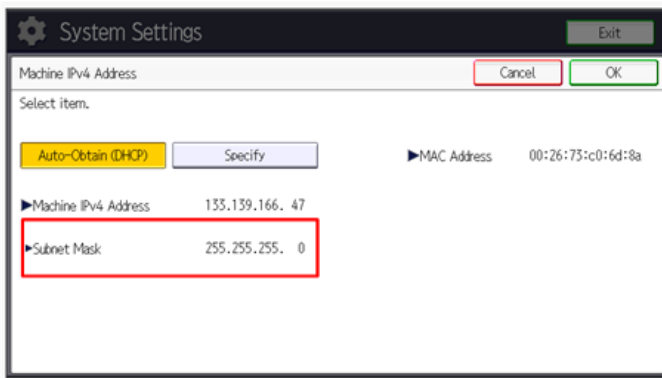 System Settings
Exit
Machine IPv4 Address
Cancel
OK
Select item.
Auto-Obtain (DHCP)
Specify
►MAC Address 00:26:73:c0:6d:8a
►Machine IPv4 Address 133.139.166. 47
►Subnet Mask 255.255.255. 0